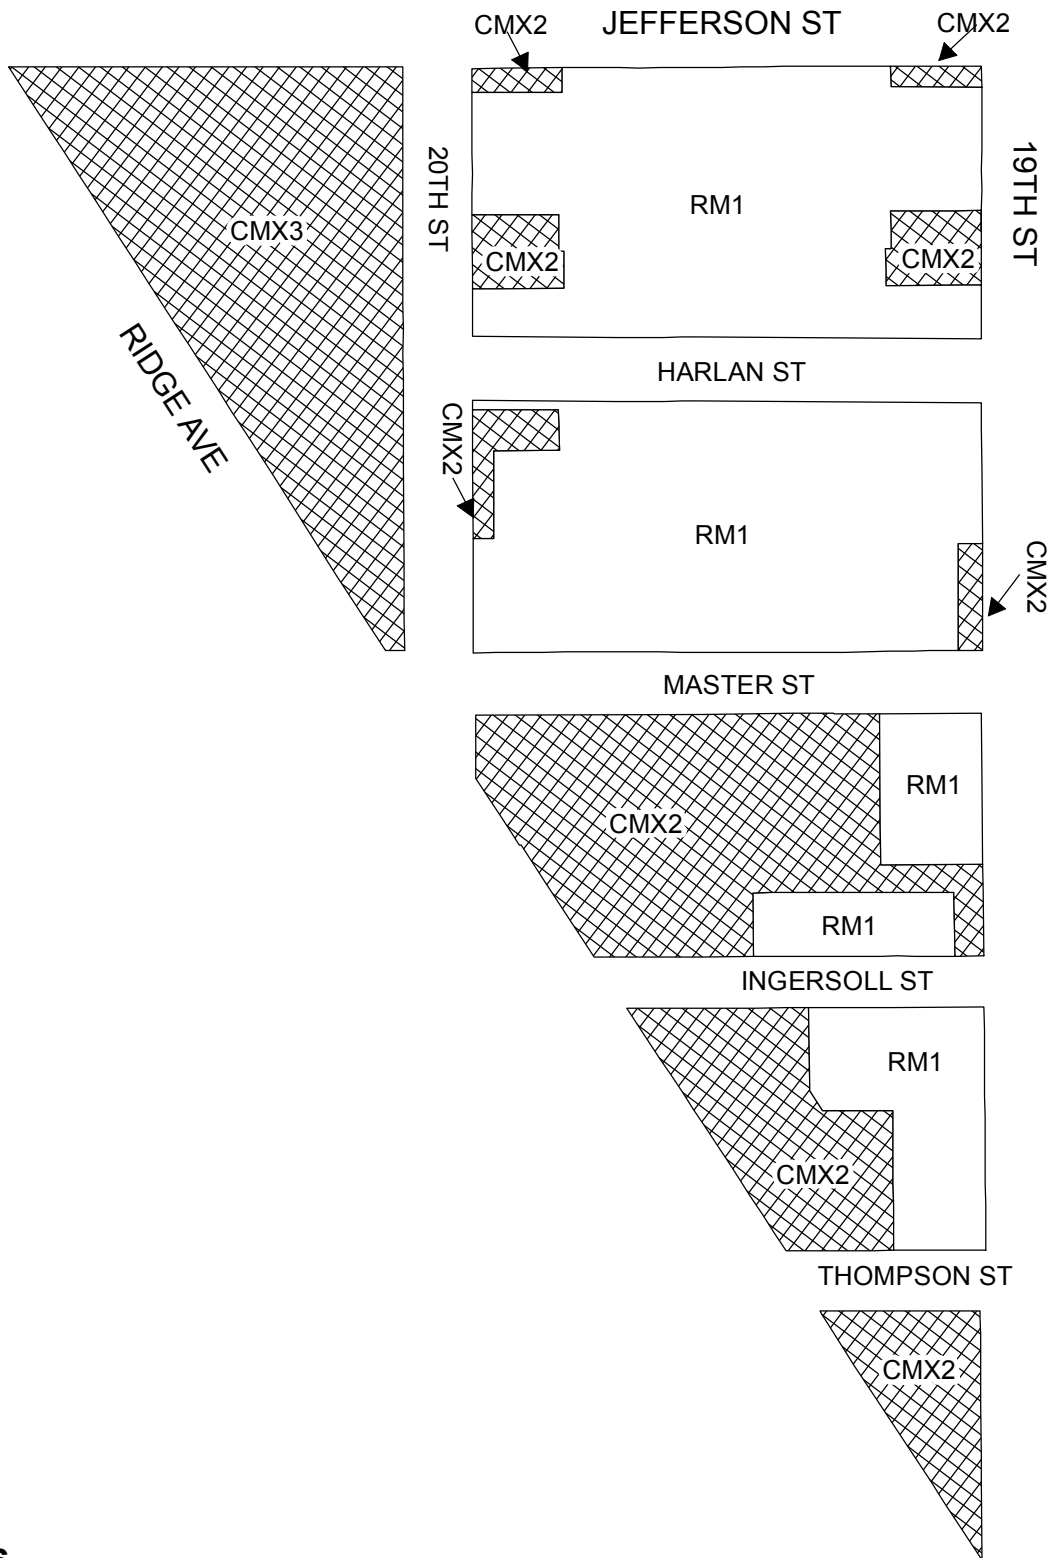 JEFFERSON ST
CMX2
CMX2
20TH ST
19TH ST
CMX3
RM1
CMX2
CMX2
RIDGE AVE
HARLAN ST
CMX2
RM1
CMX2
MASTER ST
RM1
CMX2
RM1
INGERSOLL ST
RM1
CMX2
THOMPSON ST
CMX2